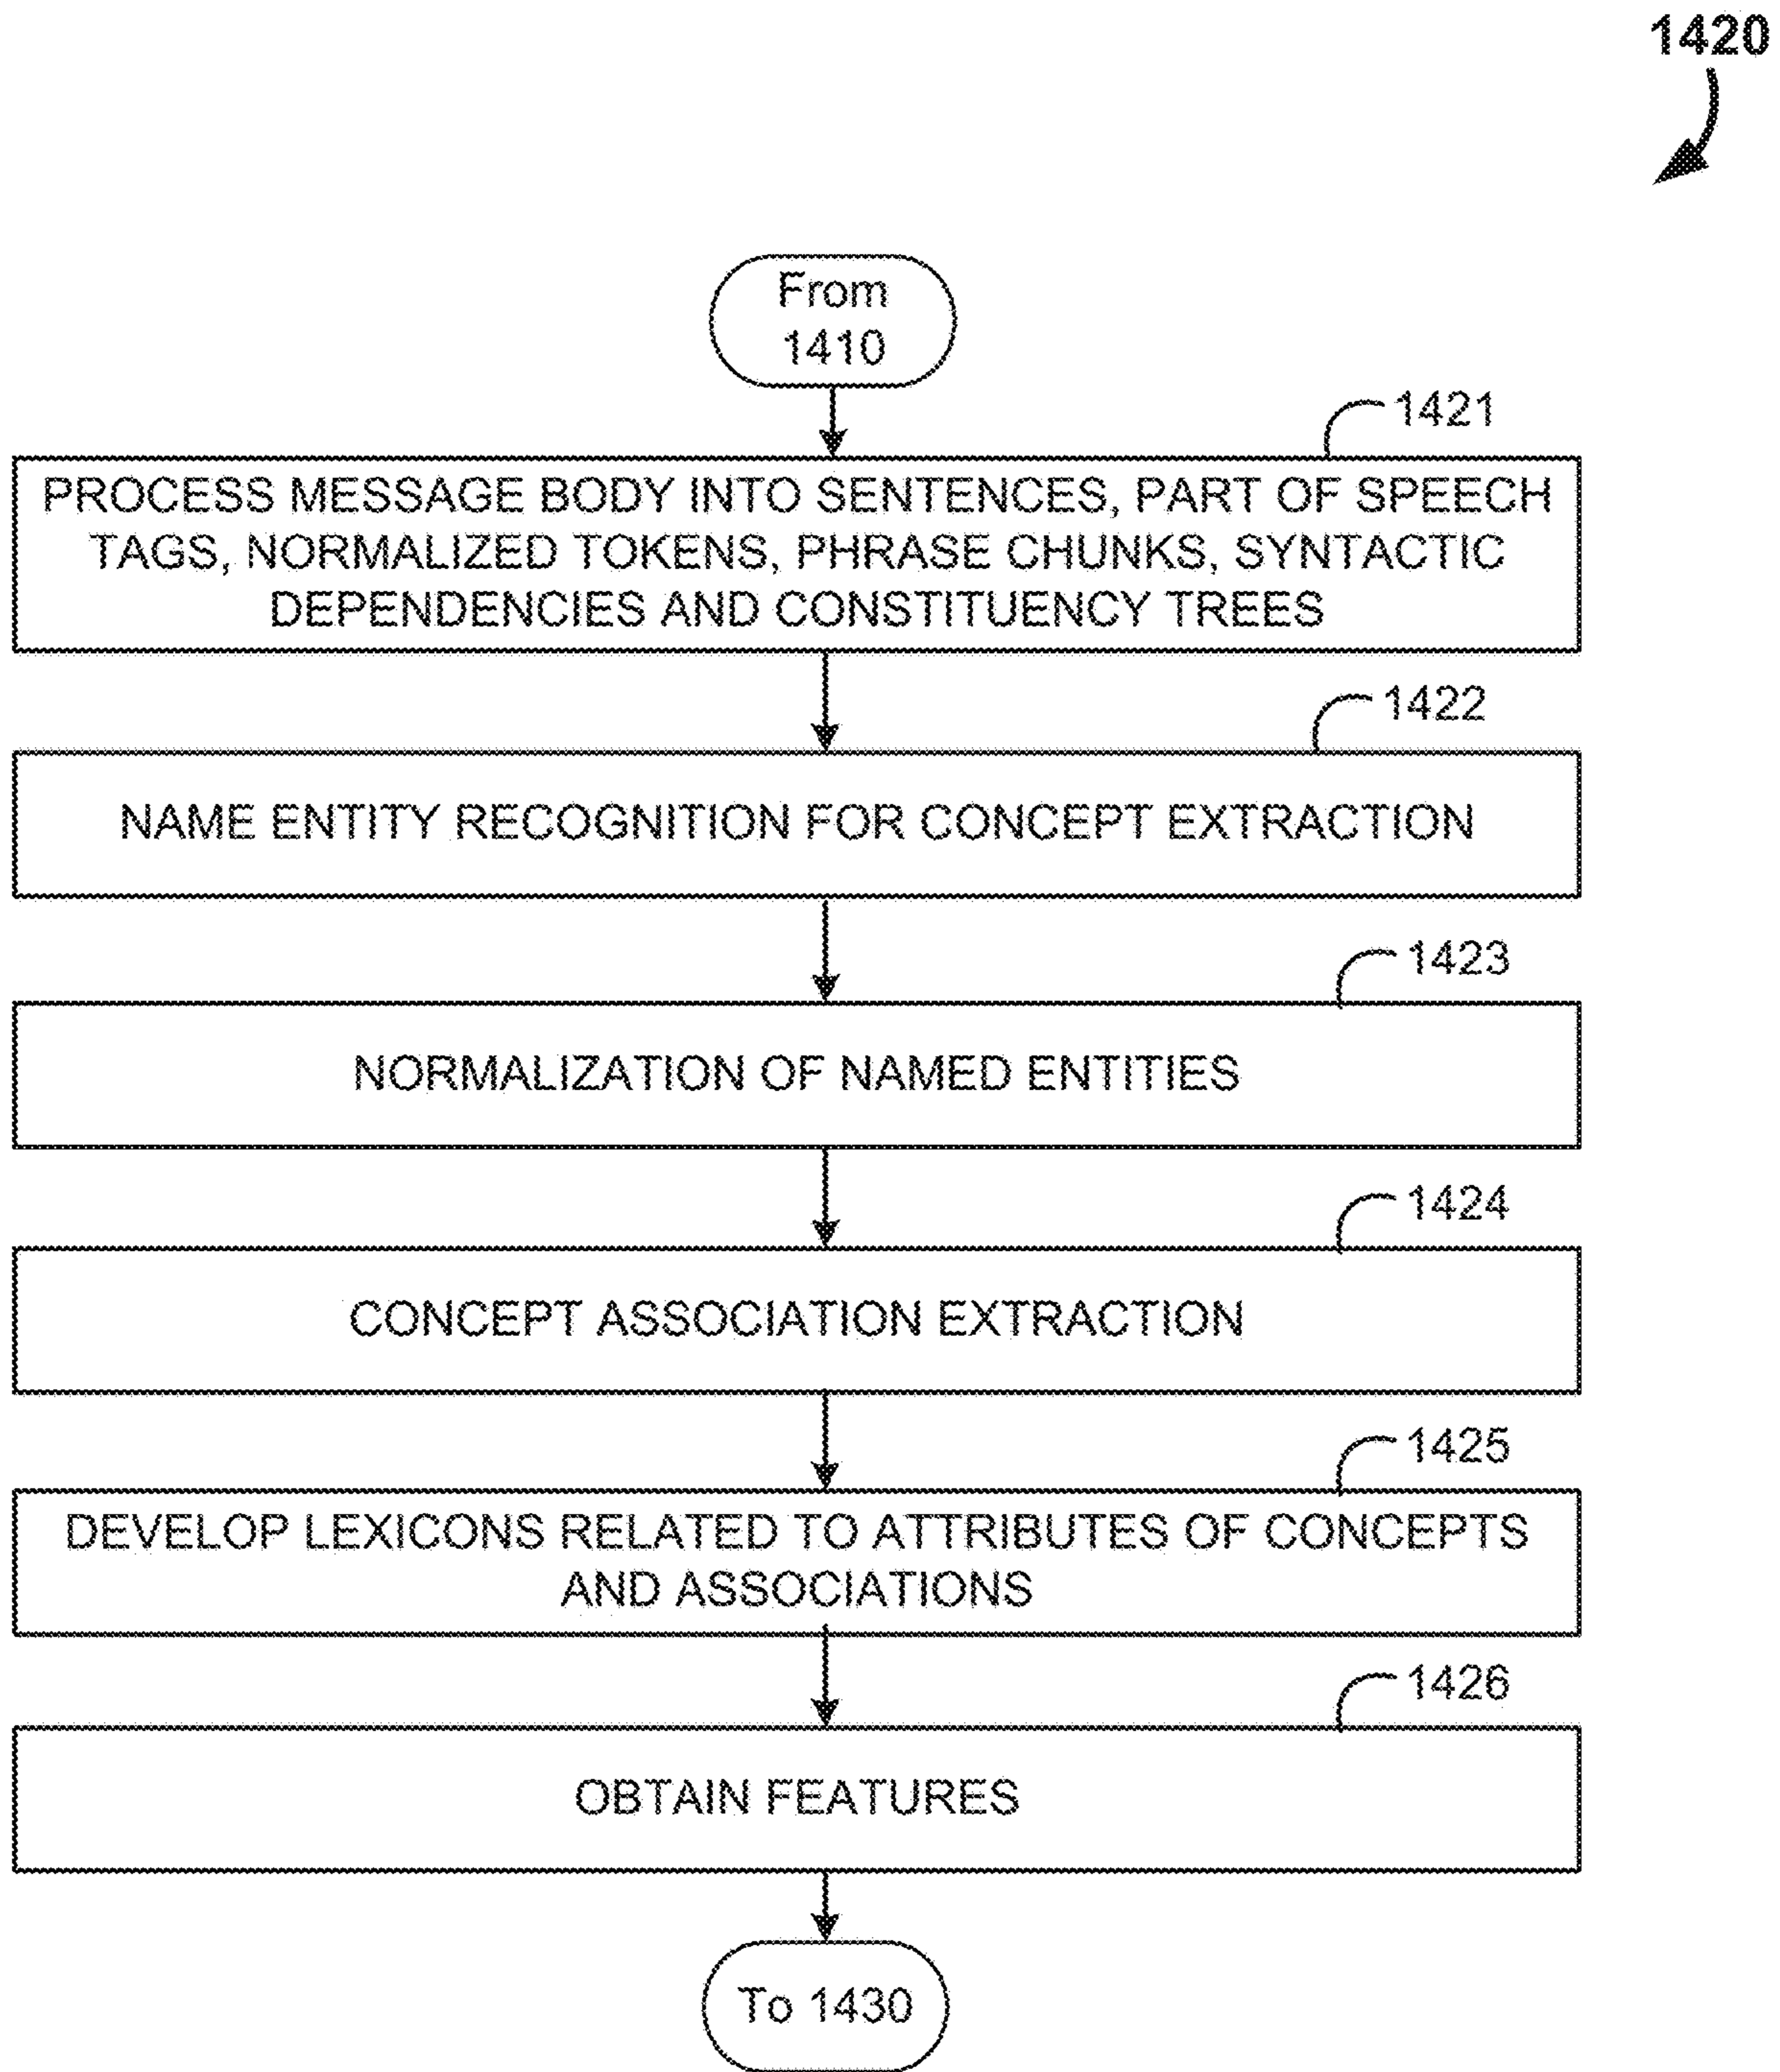 1420
From
1410
1421
PROCESS MESSAGE BODY INTO SENTENCES, PART OF SPEECH
TAGS, NORMALIZED TOKENS, PHRASE CHUNKS, SYNTACTIC
DEPENDENCIES AND CONSTITUENCY TREES
1422
NAME ENTITY RECOGNITION FOR CONCEPT EXTRACTION
1423
NORMALIZATION OF NAMED ENTITIES
1424
CONCEPT ASSOCIATION EXTRACTION
1425
DEVELOP LEXICONS RELATED TO ATTRIBUTES OF CONCEPTS
AND ASSOCIATIONS
1426
OBTAIN FEATURES
To 1430